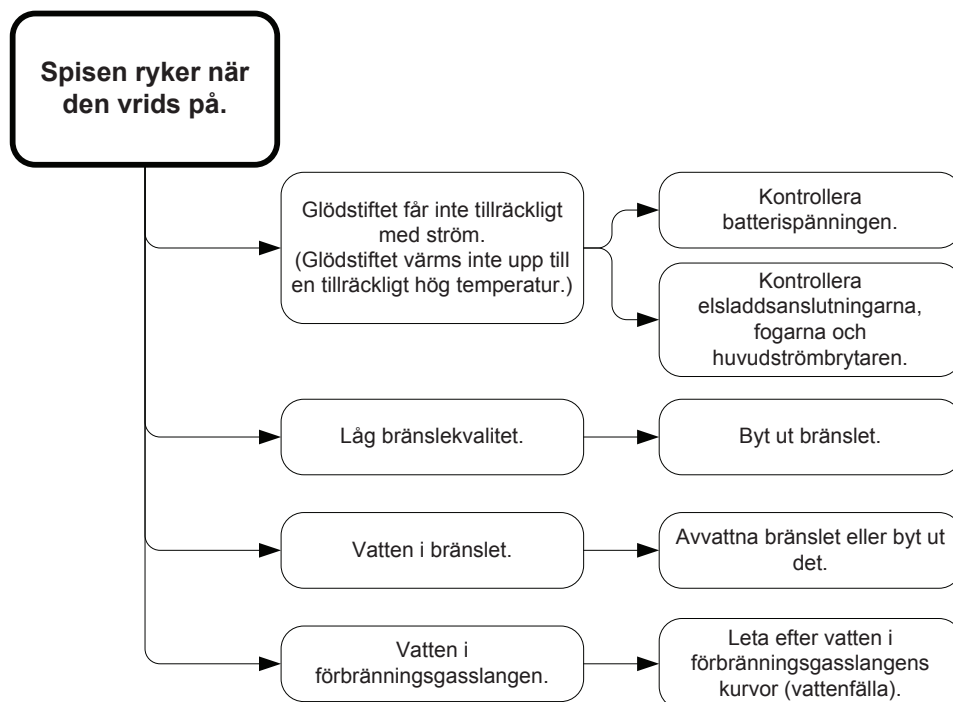 Spisen ryker när
den vrids på.
Glödstiftet får inte tillräckligt
med ström.
(Glödstiftet värms inte upp till
en tillräckligt hög temperatur.)
Kontrollera
batterispänningen.
Kontrollera
elsladdsanslutningarna,
fogarna och
huvudströmbrytaren.
Låg bränslekvalitet.
Byt ut bränslet.
Vatten i bränslet.
Avvattna bränslet eller byt ut
det.
Vatten i
förbränningsgasslangen.
Leta efter vatten i
förbränningsgasslangens
kurvor (vattenfälla).